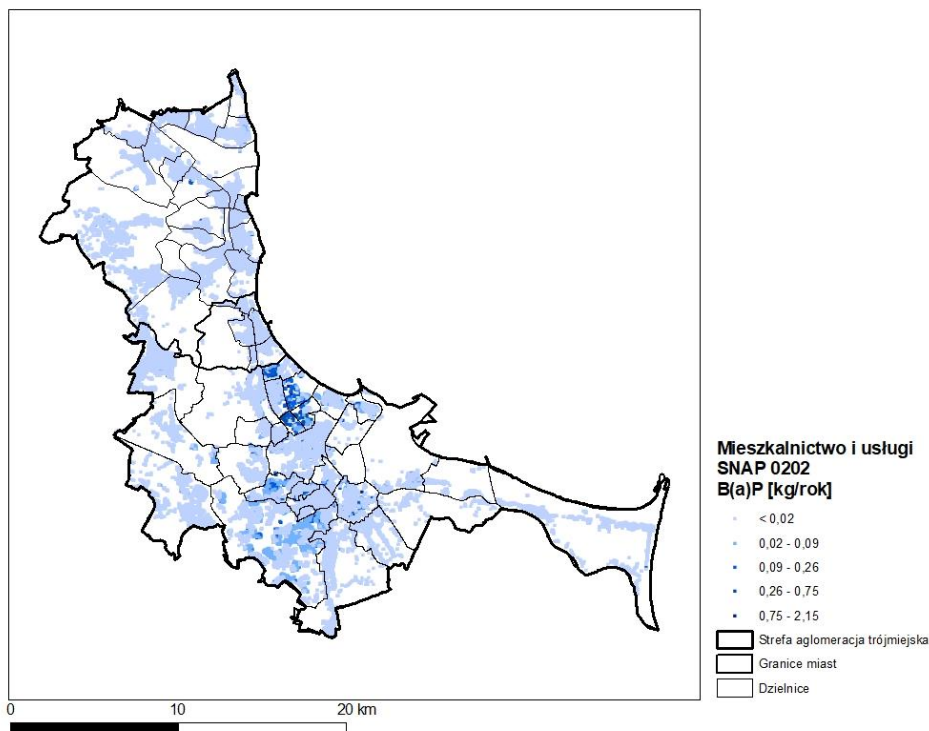 Mieszkalnictwo i usługi
SNAP 0202
B(a)P [kg/rok]
< 0,02
0,02 - 0,09
0,09 - 0,26
0,26 - 0,75
0,75 - 2,15
Strefa aglomeracja trójmiejska
Granice miast
Dzielnice
0 10 20 km